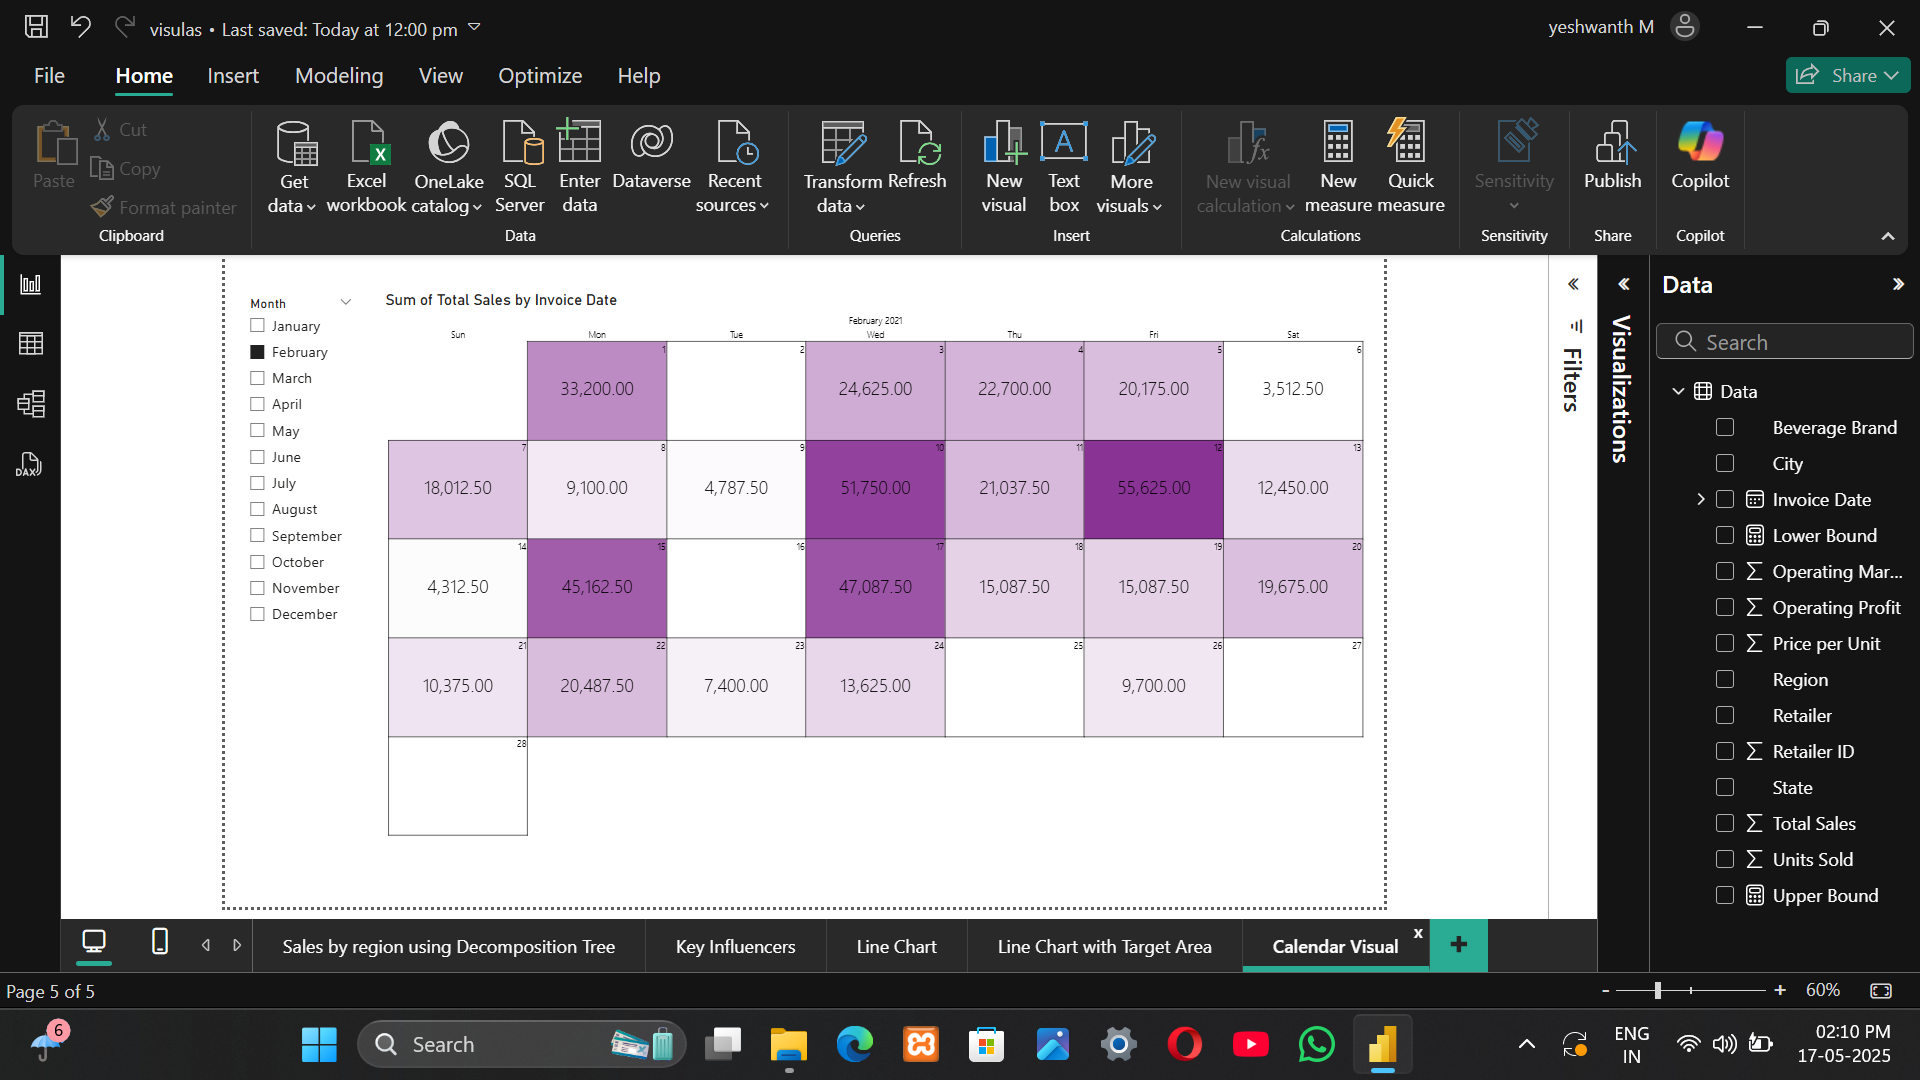 visulas • Last saved: Today at 12:00 pm
yeshwanth M
File Home Insert Modeling View Optimize Help
Share
Paste
Cut
Copy
Format painter
Clipboard
Get data
Excel workbook
OneLake catalog
SQL Server
Enter data
Dataverse
Recent sources
Data
Transform data
Refresh
Queries
New visual
Text box
More visuals
Insert
New visual calculation
New measure
Quick measure
Calculations
Sensitivity
Sensitivity
Publish
Share
Copilot
Copilot
DAX
Month
January
February
March
April
May
June
July
August
September
October
November
December
Sum of Total Sales by Invoice Date
February 2021
Sun Mon Tue Wed Thu Fri Sat
1 2 3 4 5 6
33,200.00 24,625.00 22,700.00 20,175.00 3,512.50
7 8 9 10 11 12 13
18,012.50 9,100.00 4,787.50 51,750.00 21,037.50 55,625.00 12,450.00
14 15 16 17 18 19 20
4,312.50 45,162.50 47,087.50 15,087.50 15,087.50 19,675.00
21 22 23 24 25 26 27
10,375.00 20,487.50 7,400.00 13,625.00 9,700.00
28
Filters
Visualizations
Data
Search
Data
Beverage Brand
City
Invoice Date
Lower Bound
Operating Mar...
Operating Profit
Price per Unit
Region
Retailer
Retailer ID
State
Total Sales
Units Sold
Upper Bound
Sales by region using Decomposition Tree
Key Influencers
Line Chart
Line Chart with Target Area
Calendar Visual
x
+
Page 5 of 5
- + 60%
6
Search
ENG
IN
02:10 PM
17-05-2025